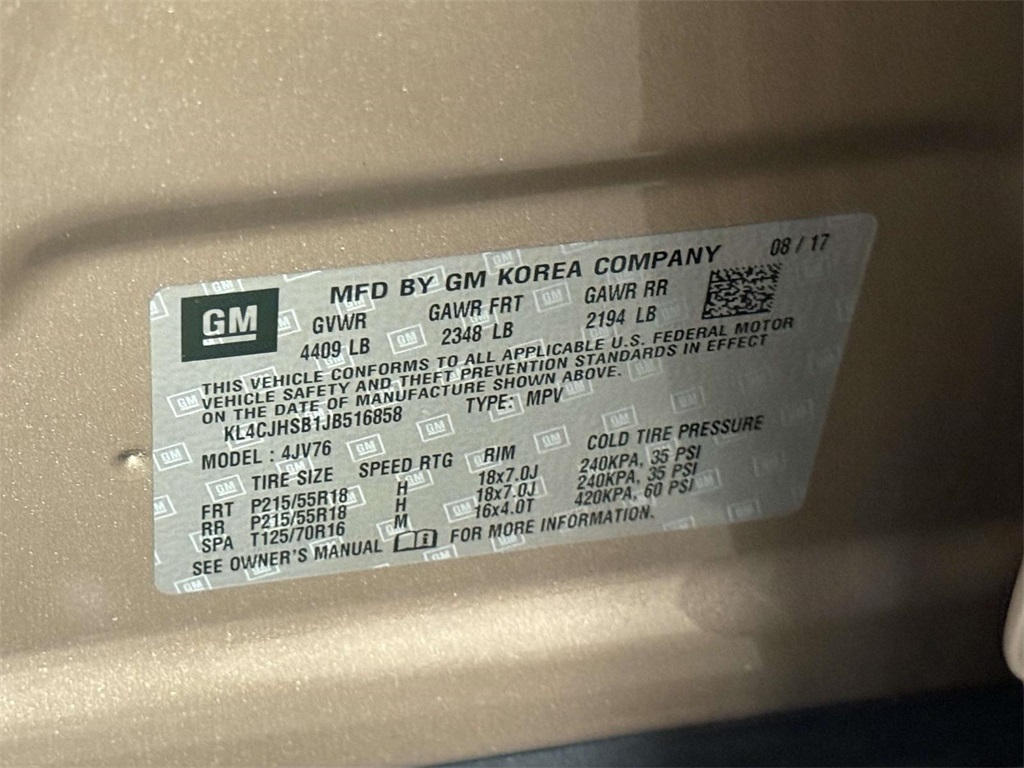 GM
MFD BY GM KOREA COMPANY 08 / 17
GVWR GAWR FRT GAWR RR
4409 LB 2348 LB 2194 LB
THIS VEHICLE CONFORMS TO ALL APPLICABLE U.S. FEDERAL MOTOR
VEHICLE SAFETY AND THEFT PREVENTION STANDARDS IN EFFECT
ON THE DATE OF MANUFACTURE SHOWN ABOVE.
KL4CJHSB1JB516858 TYPE: MPV
MODEL : 4JV76
TIRE SIZE SPEED RTG RIM COLD TIRE PRESSURE
FRT P215/55R18 H 18x7.0J 240KPA, 35 PSI
RR P215/55R18 H 18x7.0J 240KPA, 35 PSI
SPA T125/70R16 M 16x4.0T 420KPA, 60 PSI
SEE OWNER'S MANUAL FOR MORE INFORMATION.